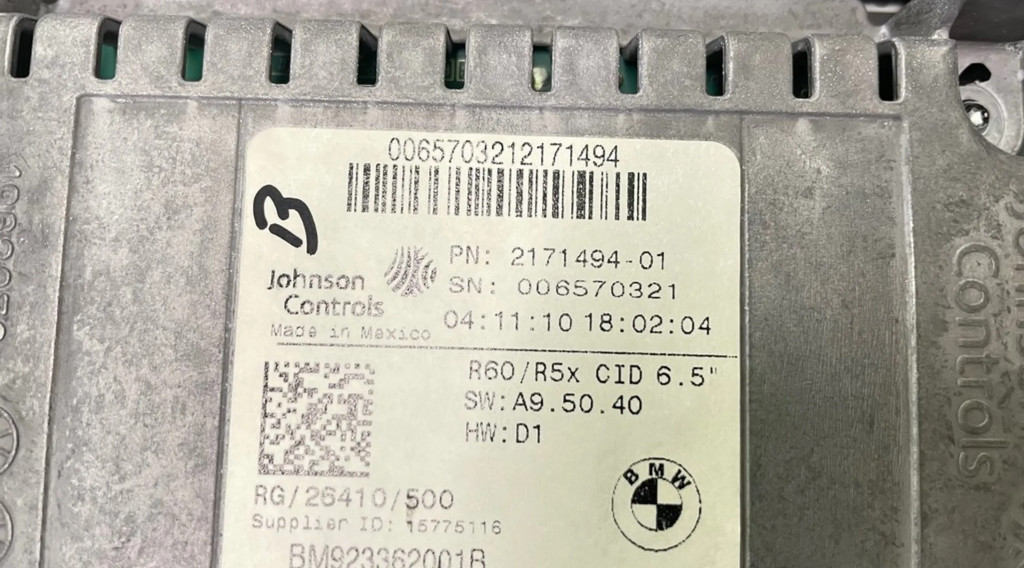 0065703212171494
B
PN: 2171494-01
SN: 006570321
Johnson
Controls
04:11:10 18:02:04
Made in Mexico
R60/R5x CID 6.5"
SW:A9.50.40
HW:D1
BMW
RG/26410/500
Supplier ID: 15775116
BM923362001B
Johnson
Controls